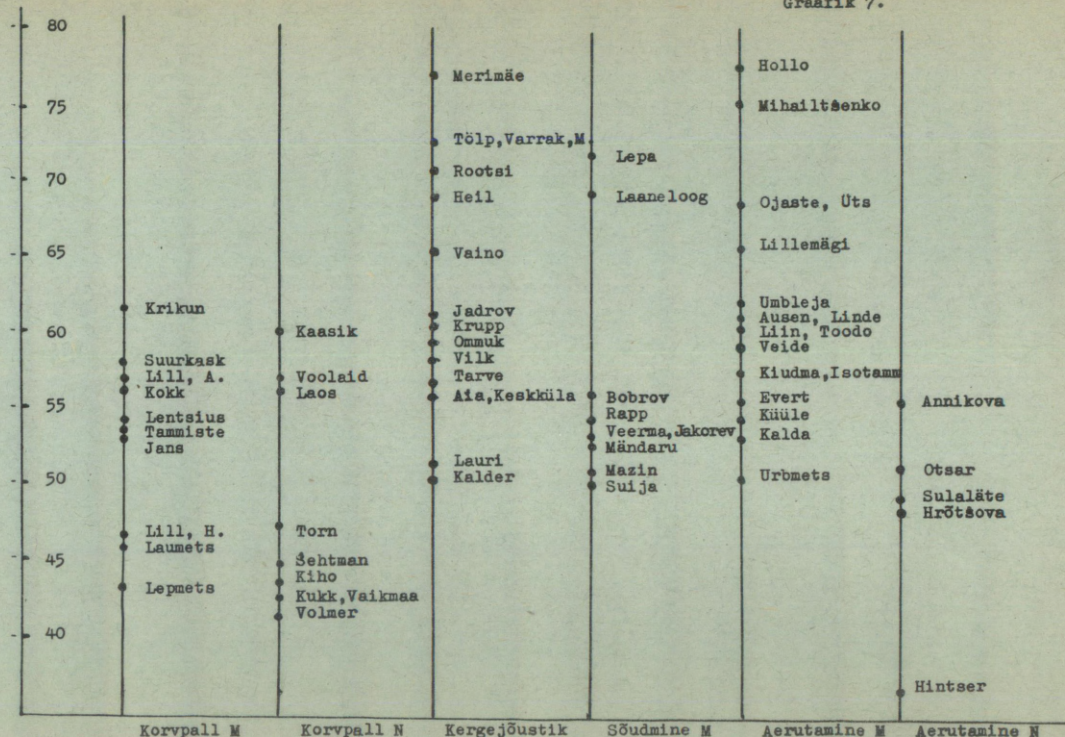 Graafik 7.
80
75
70
65
60
55
50
45
40
Krikun
Suurkask
Lill, A.
Kokk
Lentsius
Tammiste
Jans
Lill, H.
Laumets
Lepmets
Korvpall M
Kaasik
Voolaid
Laos
Torn
Šehtman
Kiho
Kukk,Vaikmaa
Volmer
Korvpall N
Merimäe
Tölp,Varrak,M.
Rootsi
Heil
Vaino
Jadrov
Krupp
Ommuk
Vilk
Tarve
Aia,Keskküla
Lauri
Kalder
Kergejõustik
Lepa
Laaneloog
Bobrov
Rapp
Veerma,Jakorev
Mändaru
Mazin
Suija
Sõudmine M
Hollo
Mihailtšenko
Ojaste, Üts
Lillemägi
Umbleja
Ausen, Linde
Liin, Toodo
Veide
Kiudma,Isotamm
Evert
Küüle
Kalda
Urbmets
Aerutamine M
Annikova
Otsar
Sulaläte
Hrõtšova
Hintser
Aerutamine N